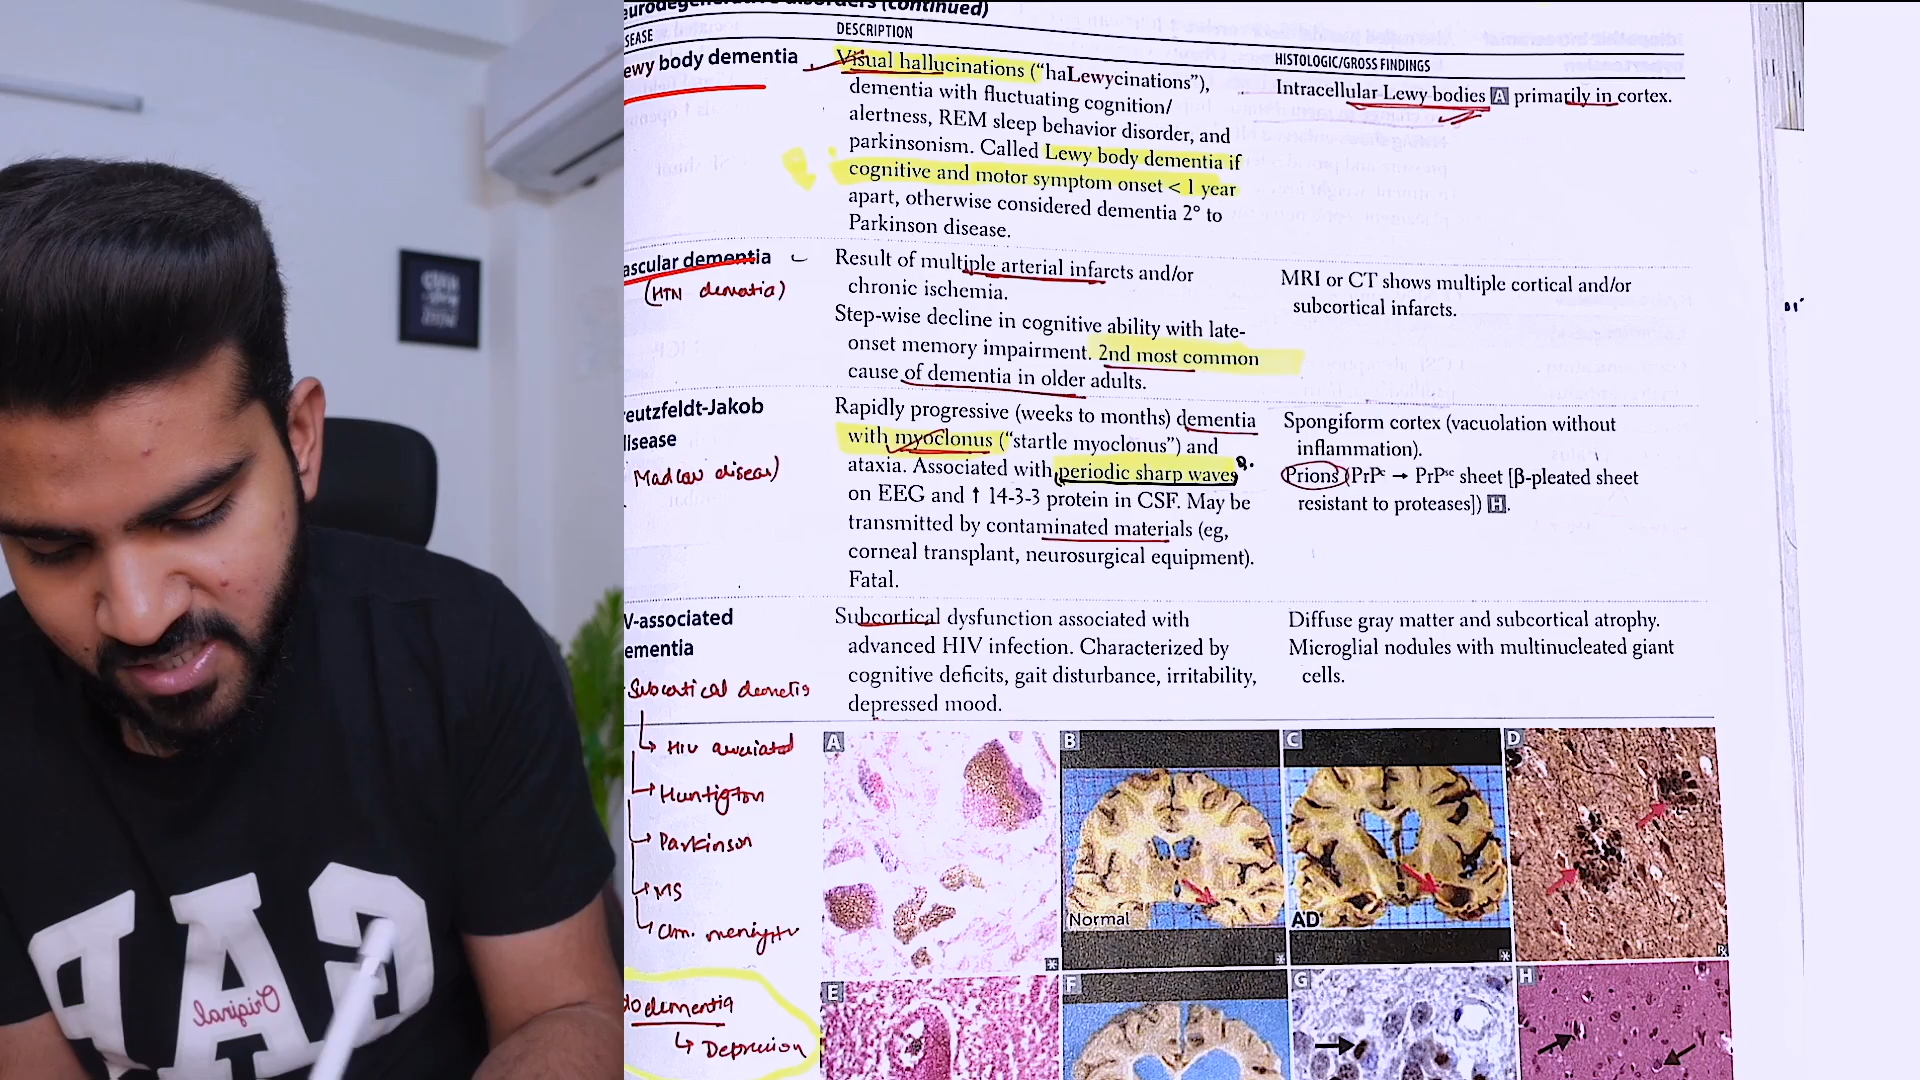 eurodegenerative disorders (continued)
SEASE
DESCRIPTION
HISTOLOGIC/GROSS FINDINGS
ewy body dementia
Visual hallucinations (“haLewycinations”),
dementia with fluctuating cognition/
alertness, REM sleep behavior disorder, and
parkinsonism. Called Lewy body dementia if
cognitive and motor symptom onset < 1 year
apart, otherwise considered dementia 2° to
Parkinson disease.
Intracellular Lewy bodies A primarily in cortex.
ascular dementia
(HTN dematia)
Result of multiple arterial infarcts and/or
chronic ischemia.
Step-wise decline in cognitive ability with late-
onset memory impairment. 2nd most common
cause of dementia in older adults.
MRI or CT shows multiple cortical and/or
subcortical infarcts.
reutzfeldt-Jakob
disease
Mad cow disease)
Rapidly progressive (weeks to months) dementia
with myoclonus (“startle myoclonus”) and
ataxia. Associated with periodic sharp waves
on EEG and ↑ 14-3-3 protein in CSF. May be
transmitted by contaminated materials (eg,
corneal transplant, neurosurgical equipment).
Fatal.
Spongiform cortex (vacuolation without
inflammation).
Prions (PrPᶜ → PrPˢᶜ sheet [β-pleated sheet
resistant to proteases]) H.
V-associated
ementia
Subcortical dysfunction associated with
advanced HIV infection. Characterized by
cognitive deficits, gait disturbance, irritability,
depressed mood.
Diffuse gray matter and subcortical atrophy.
Microglial nodules with multinucleated giant
cells.
Subcortical
↳ HIV
↳ Huntigton
↳ Parkinson
↳ MS
A
B
C
D
Normal
AD
R
dementia
↳ Depression
E
F
G
H
GAP
Original